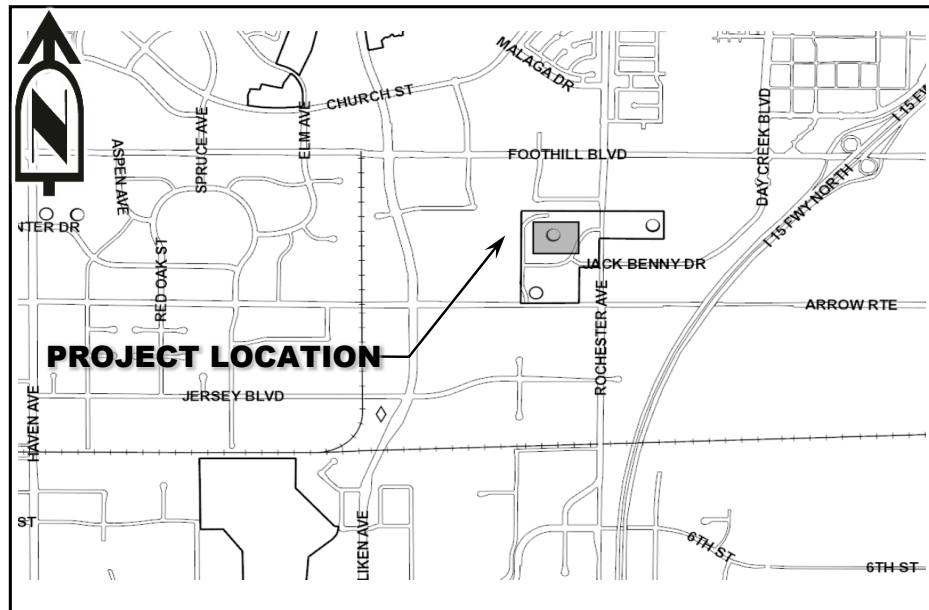 N
MALAGA DR
CHURCH ST
I 15 FW
SPRUCE AVE
ELM AVE
ASPEN AVE
DAY CREEK BLVD
FOOTHILL BLVD
I 15 FWY NORTH
NTER DR
RED OAK ST
JACK BENNY DR
ARROW RTE
PROJECT LOCATION
ROCHESTER AVE
JERSEY BLVD
HAVEN AVE
ST
LIKEN AVE
6TH ST
6TH ST